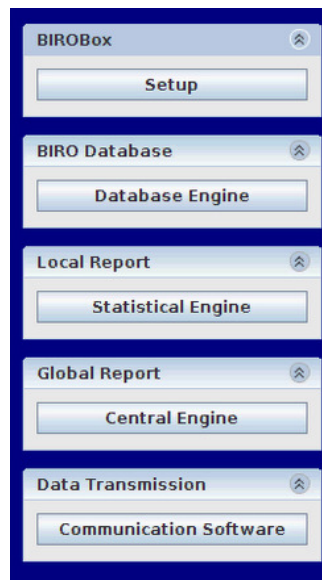 BIROBox
Setup
BIRO Database
Database Engine
Local Report
Statistical Engine
Global Report
Central Engine
Data Transmission
Communication Software